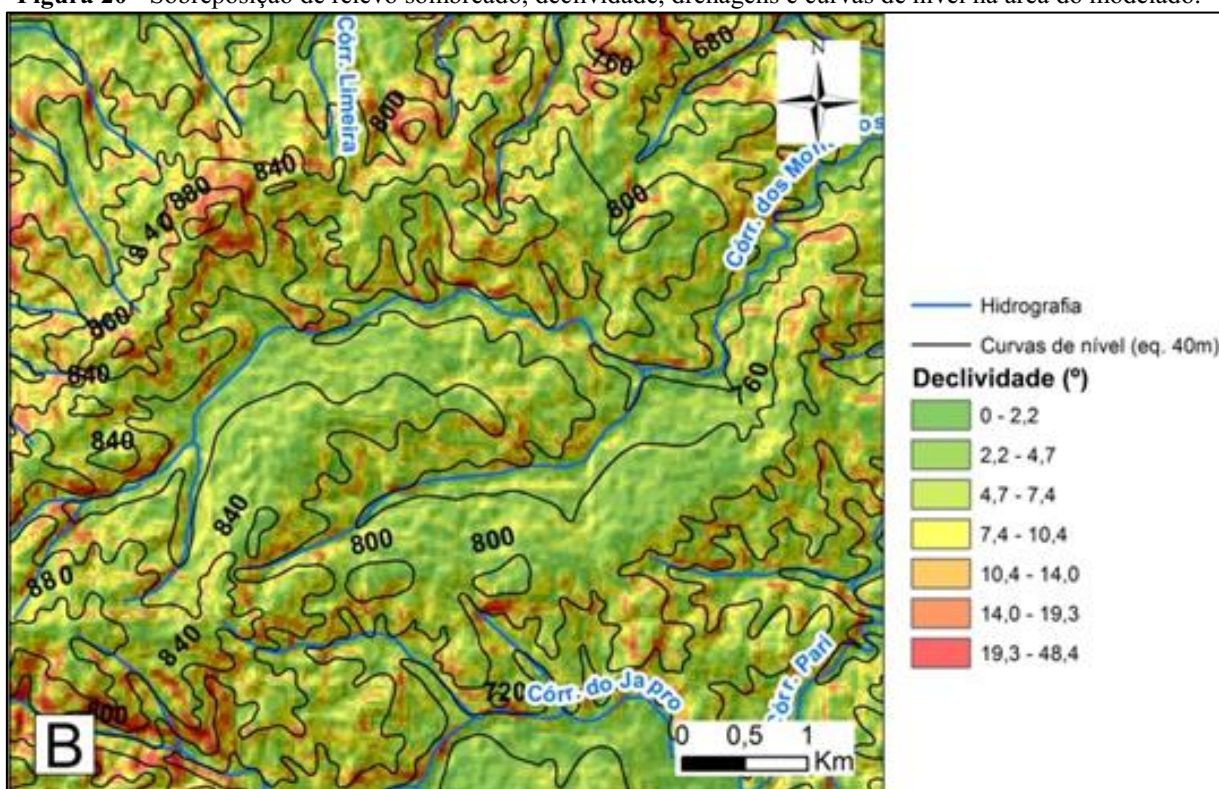 Figura 20 - Sobreposição de relevo sombreado, declividade, drenagens e curvas de nível na área do modelado.
Córr. Limeira
760
680
N
800
840
880
840
800
Córr. dos Mon
os
860
840
840
760
840
800
800
880
840
720
Córr. do Japro
Córr. Pari
800
B
0 0,5 1
Km
Hidrografia
Curvas de nível (eq. 40m)
Declividade (º)
0 - 2,2
2,2 - 4,7
4,7 - 7,4
7,4 - 10,4
10,4 - 14,0
14,0 - 19,3
19,3 - 48,4